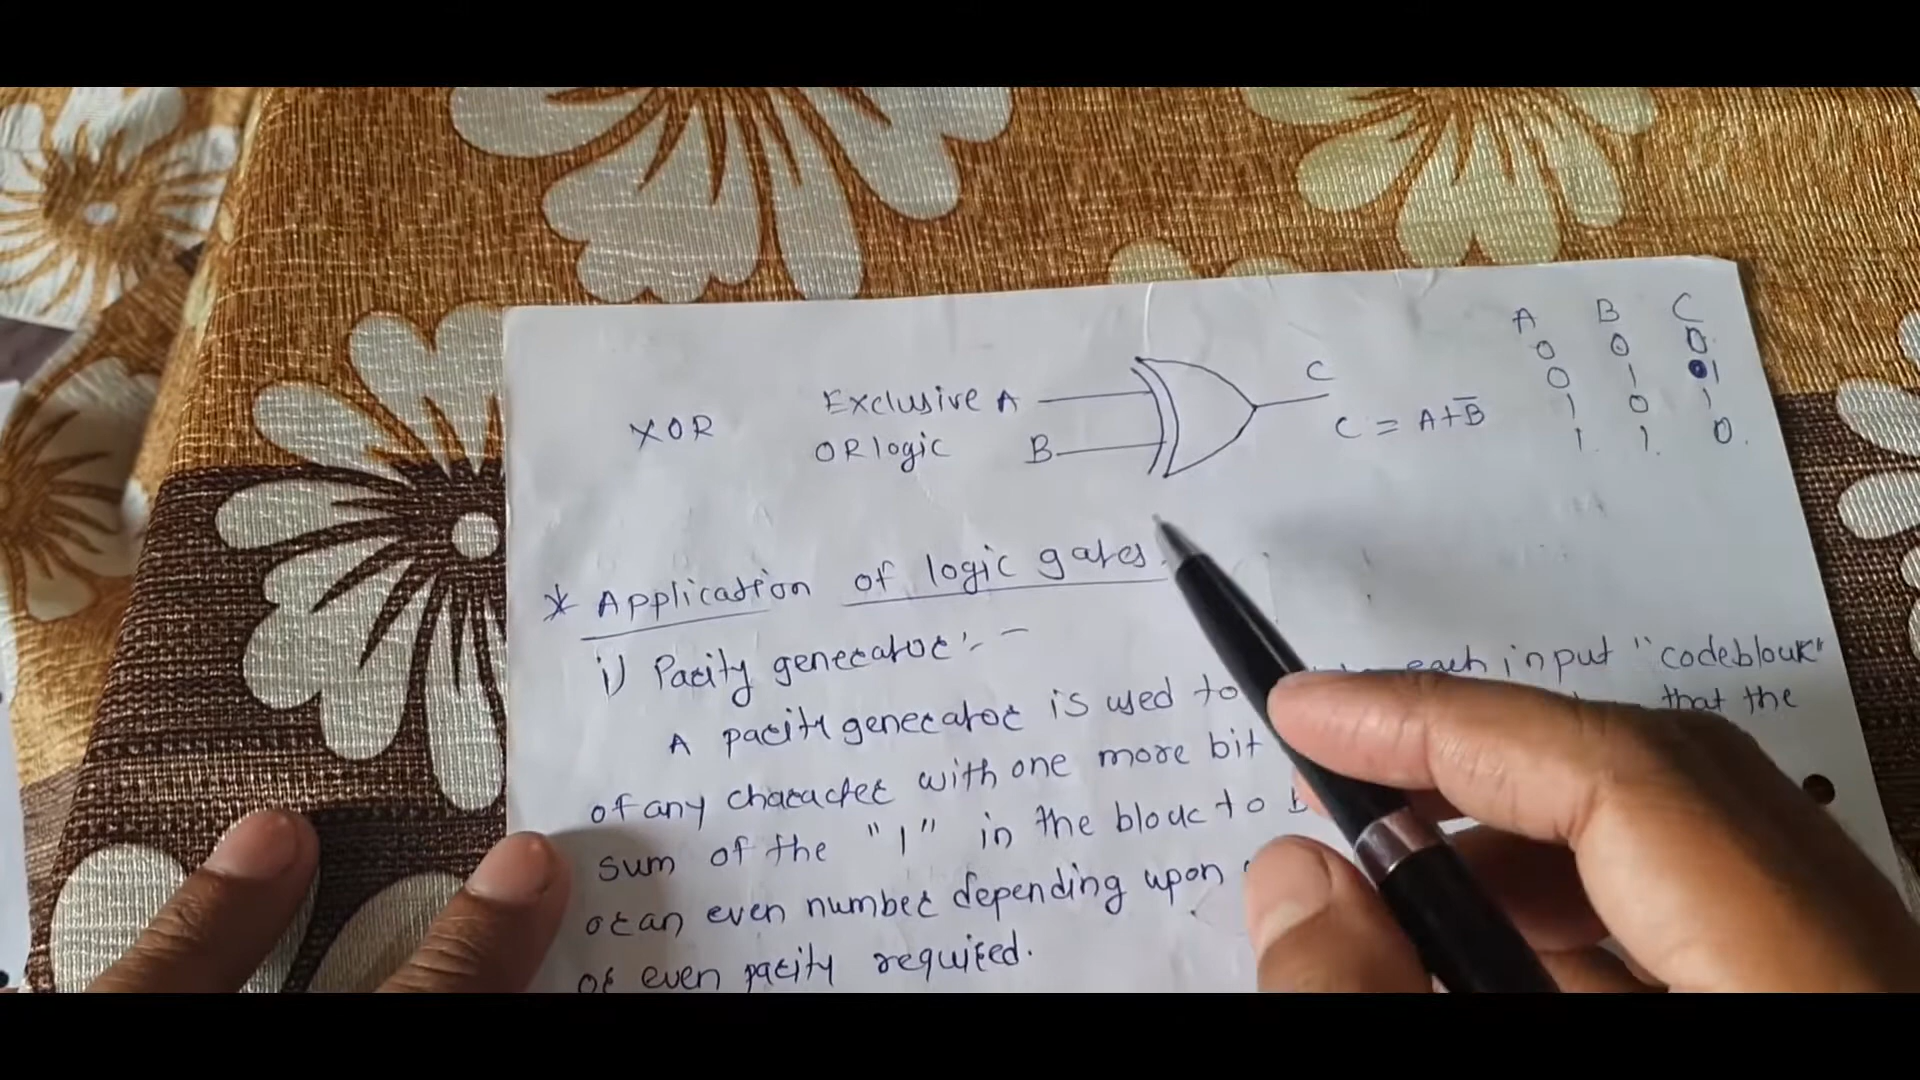 XOR Exclusive OR logic
A
B
C
C = A+B̅
A B C
0 0 0
0 1 1
1 0 1
1 1 0
* Application of logic gates.
i) Parity generator :-
A parity generator is used to each input "codeblock"
of any character with one more bit that the
sum of the "1" in the block to
or an even number depending upon
or even parity required.